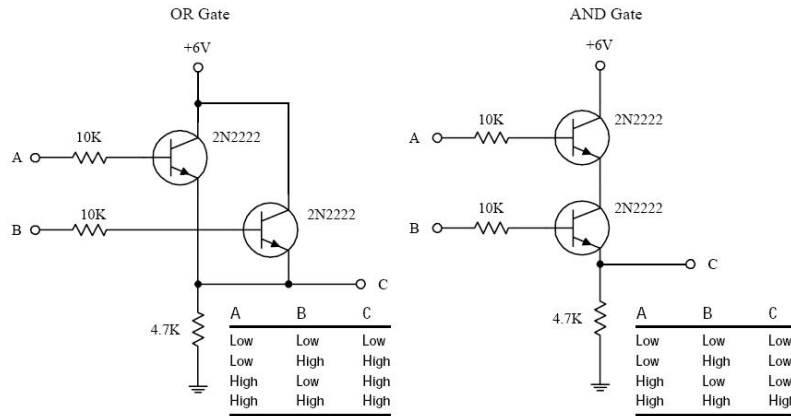 OR Gate
+6V
10K
2N2222
A
10K
2N2222
B
C
4.7K
A B C
Low Low Low
Low High High
High Low High
High High High
AND Gate
+6V
10K
2N2222
A
10K
2N2222
B
C
4.7K
A B C
Low Low Low
Low High Low
High Low Low
High High High